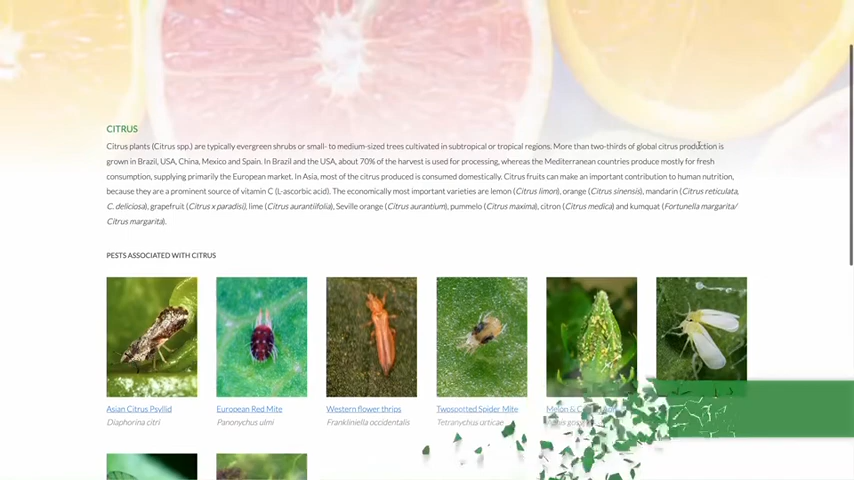 CITRUS
Citrus plants (Citrus spp.) are typically evergreen shrubs or small- to medium-sized trees cultivated in subtropical or tropical regions. More than two-thirds of global citrus production is
grown in Brazil, USA, China, Mexico and Spain. In Brazil and the USA, about 70% of the harvest is used for processing, whereas the Mediterranean countries produce mostly for fresh
consumption, supplying primarily the European market. In Asia, most of the citrus produced is consumed domestically. Citrus fruits can make an important contribution to human nutrition,
because they are a prominent source of vitamin C (L-ascorbic acid). The economically most important varieties are lemon (Citrus limon), orange (Citrus sinensis), mandarin (Citrus reticulata,
C. deliciosa), grapefruit (Citrus x paradisi), lime (Citrus aurantiifolia), Seville orange (Citrus aurantium), pummelo (Citrus maxima), citron (Citrus medica) and kumquat (Fortunella margarita/
Citrus margarita).
PESTS ASSOCIATED WITH CITRUS
Asian Citrus Psyllid
Diaphorina citri
European Red Mite
Panonychus ulmi
Western flower thrips
Frankliniella occidentalis
Twospotted Spider Mite
Tetranychus urticae
Melon &